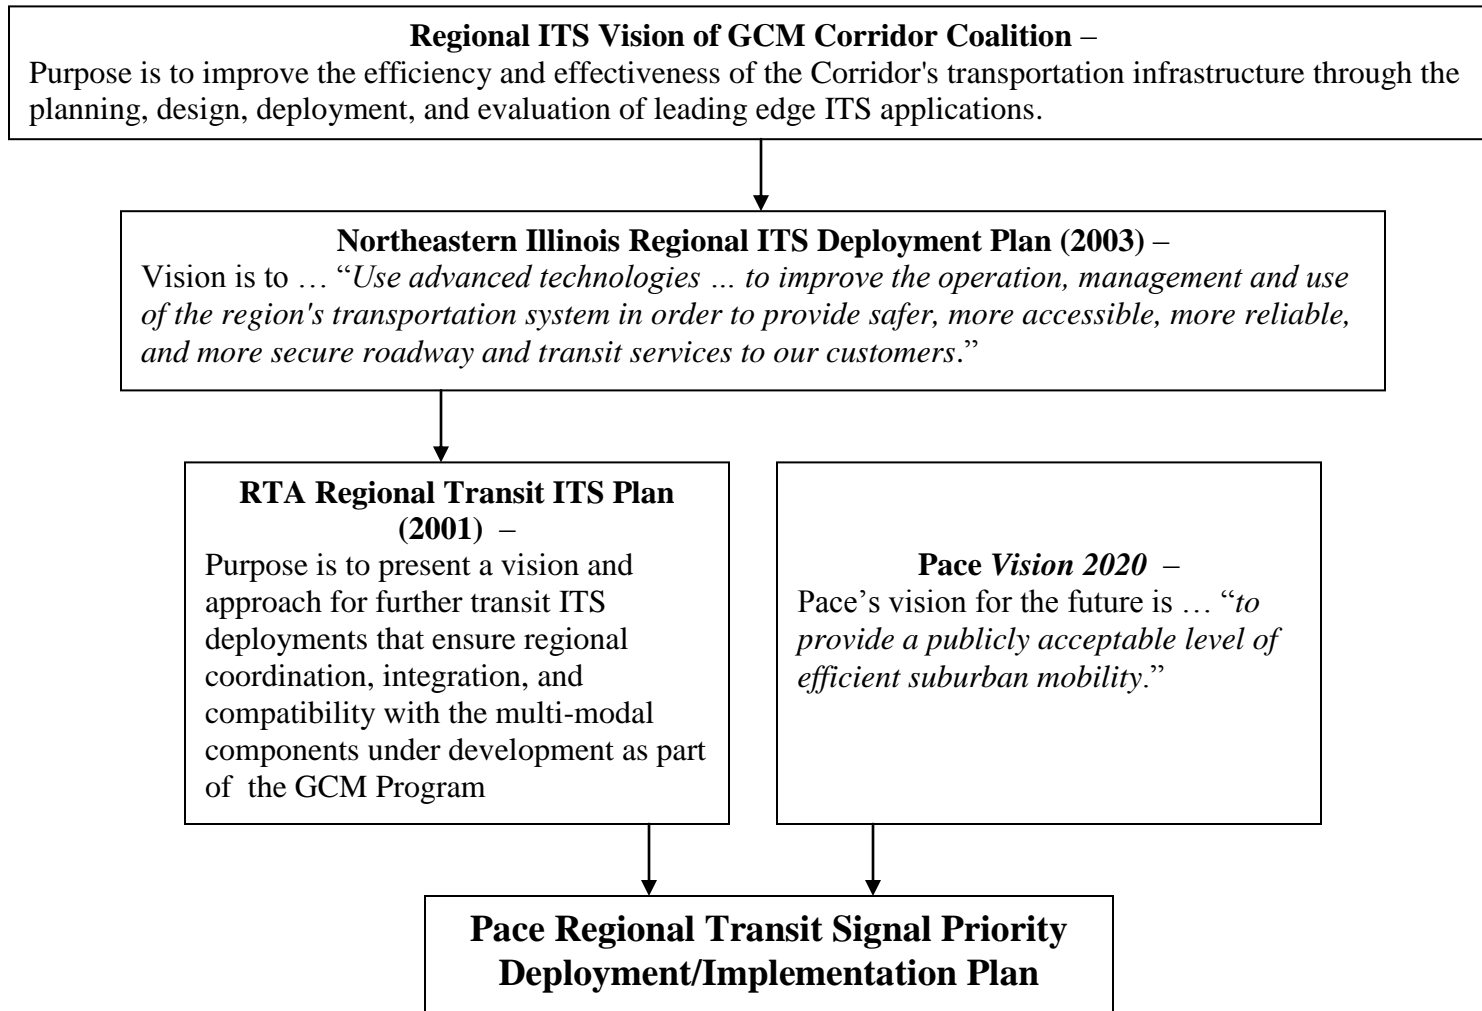 Regional ITS Vision of GCM Corridor Coalition –
Purpose is to improve the efficiency and effectiveness of the Corridor's transportation infrastructure through the
planning, design, deployment, and evaluation of leading edge ITS applications.
Northeastern Illinois Regional ITS Deployment Plan (2003) –
Vision is to … “Use advanced technologies … to improve the operation, management and use
of the region's transportation system in order to provide safer, more accessible, more reliable,
and more secure roadway and transit services to our customers.”
RTA Regional Transit ITS Plan
(2001) –
Purpose is to present a vision and
approach for further transit ITS
deployments that ensure regional
coordination, integration, and
compatibility with the multi-modal
components under development as part
of the GCM Program
Pace Vision 2020 –
Pace’s vision for the future is … “to
provide a publicly acceptable level of
efficient suburban mobility.”
Pace Regional Transit Signal Priority
Deployment/Implementation Plan